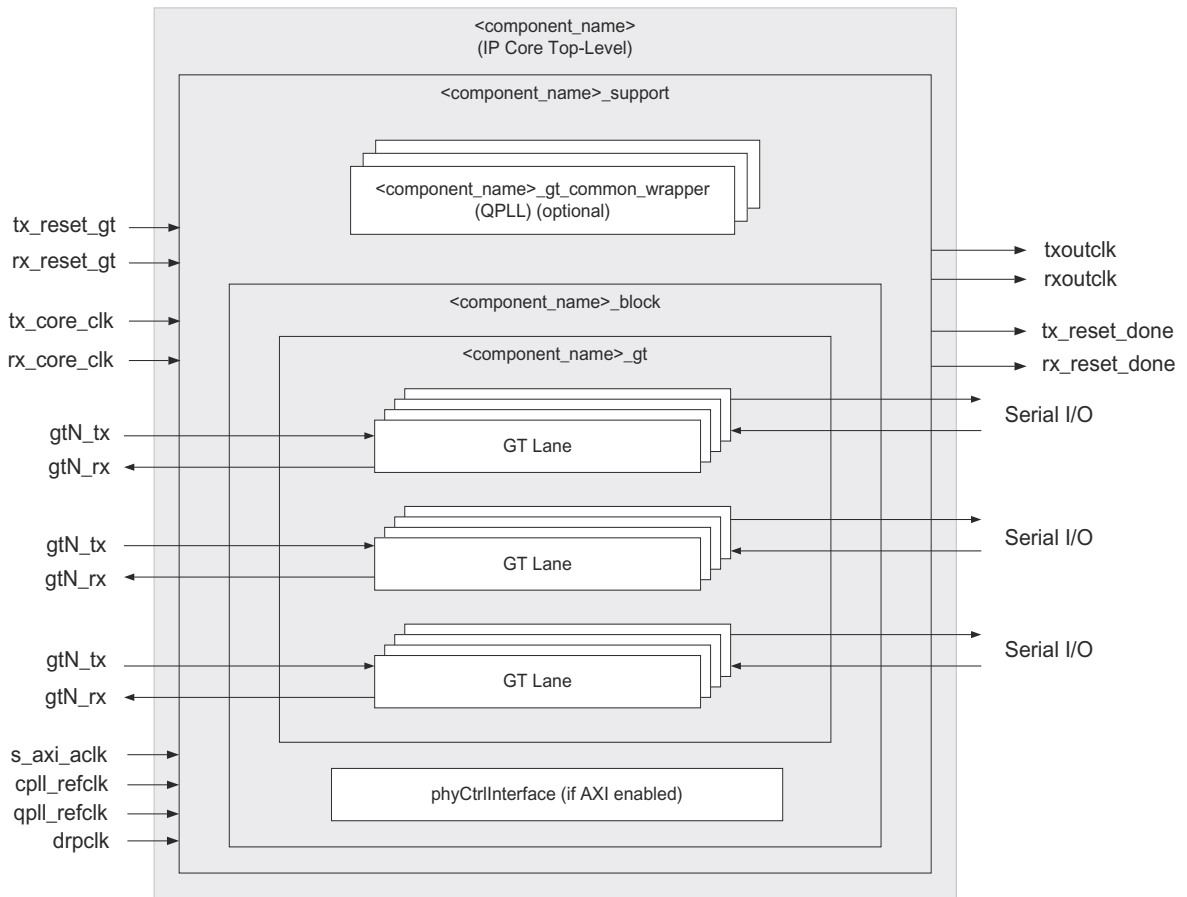 <component_name>
(IP Core Top-Level)
<component_name>_support
<component_name>_gt_common_wrapper
(QPLL) (optional)
tx_reset_gt
rx_reset_gt
txoutclk
rxoutclk
<component_name>_block
tx_core_clk
rx_core_clk
tx_reset_done
rx_reset_done
<component_name>_gt
gtN_tx
gtN_rx
GT Lane
Serial I/O
gtN_tx
gtN_rx
GT Lane
Serial I/O
gtN_tx
gtN_rx
GT Lane
Serial I/O
s_axi_aclk
cpll_refclk
qpll_refclk
drpclk
phyCtrlInterface (if AXI enabled)